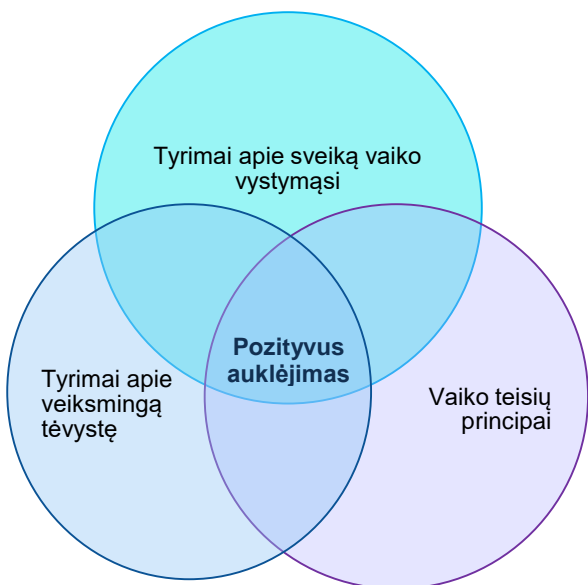 Tyrimai apie sveiką vaiko
vystymąsi
Pozityvus
auklėjimas
Tyrimai apie
veiksmingą
tėvystę
Vaiko teisių
principai